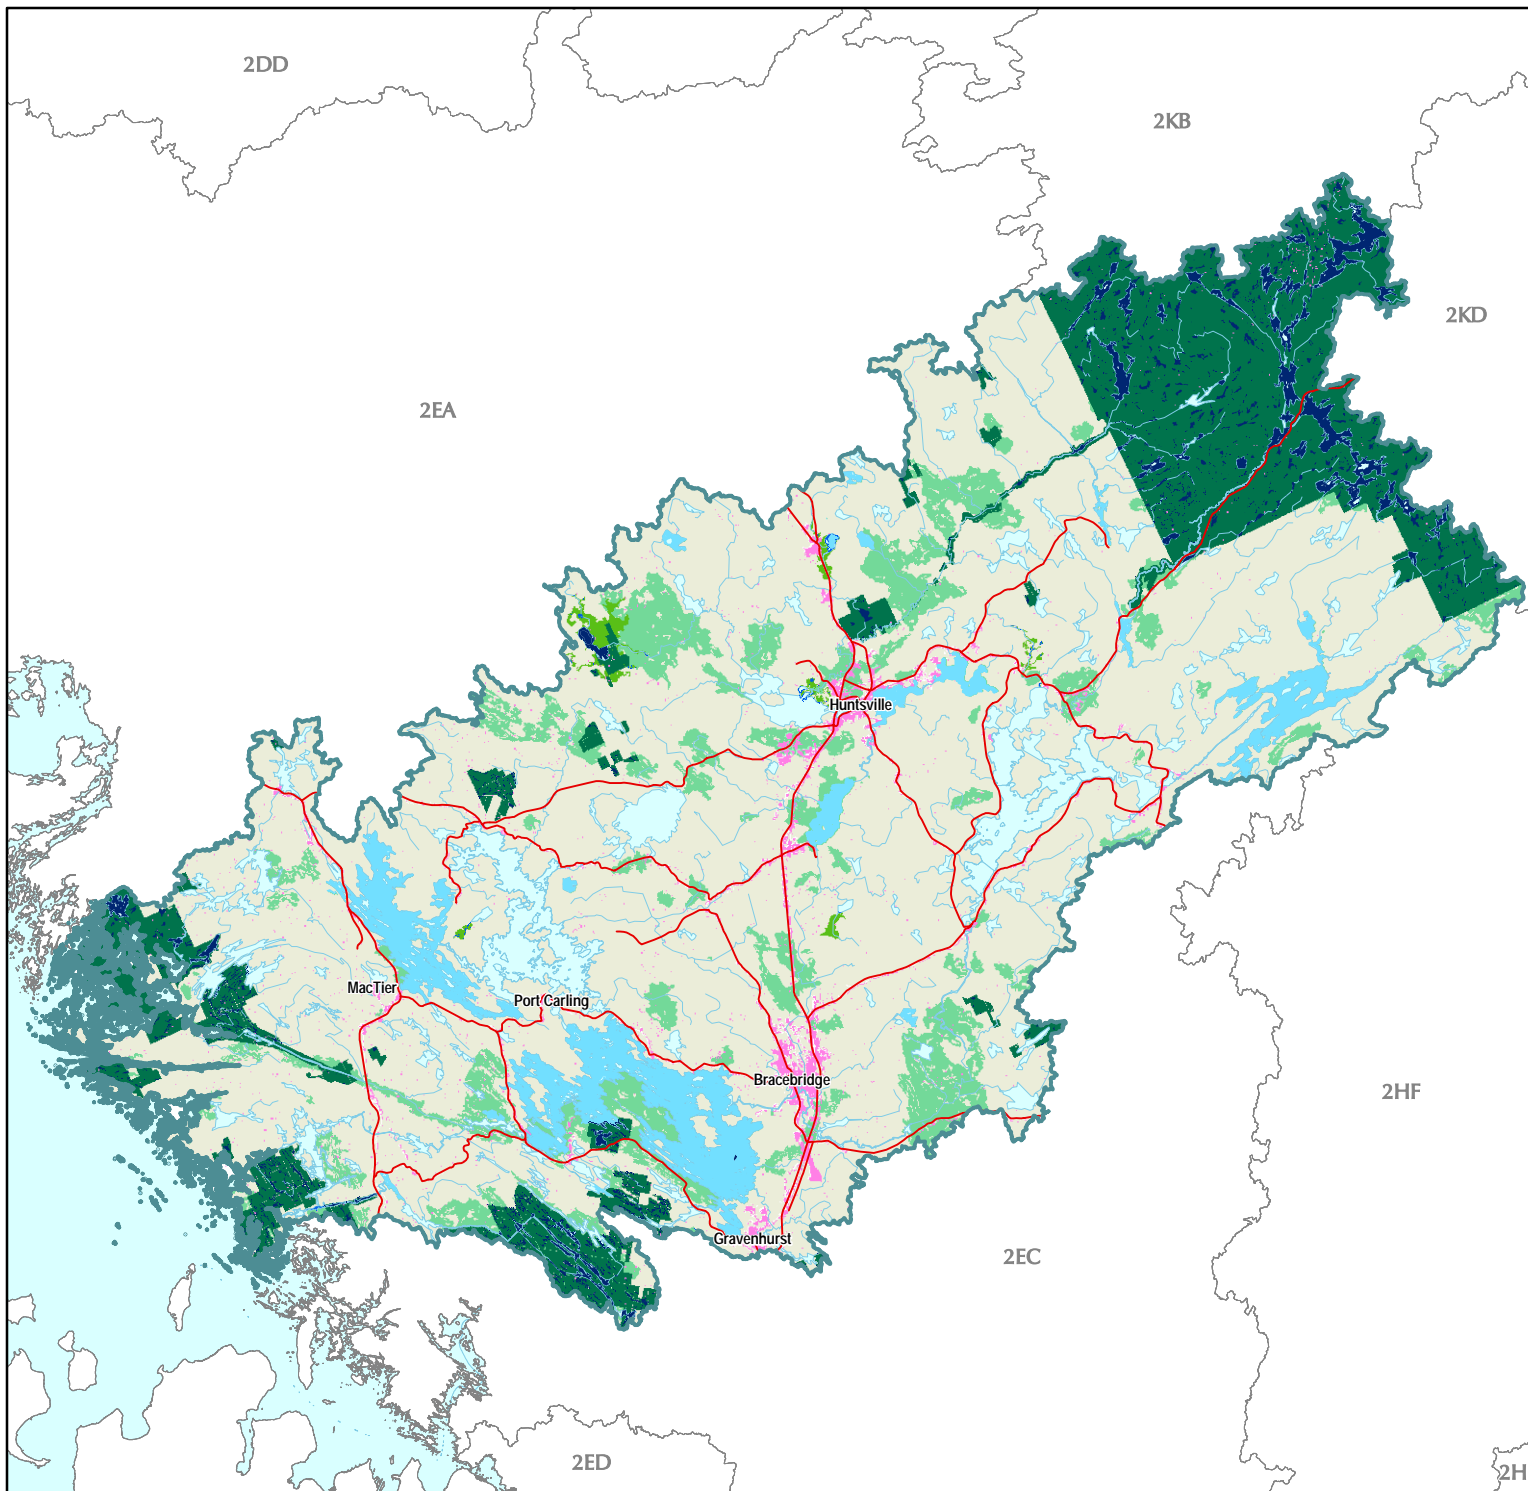 2DD
2KB
2KD
2EA
Huntsville
MacTier
Port Carling
Bracebridge
2HF
Gravenhurst
2EC
2ED
2H